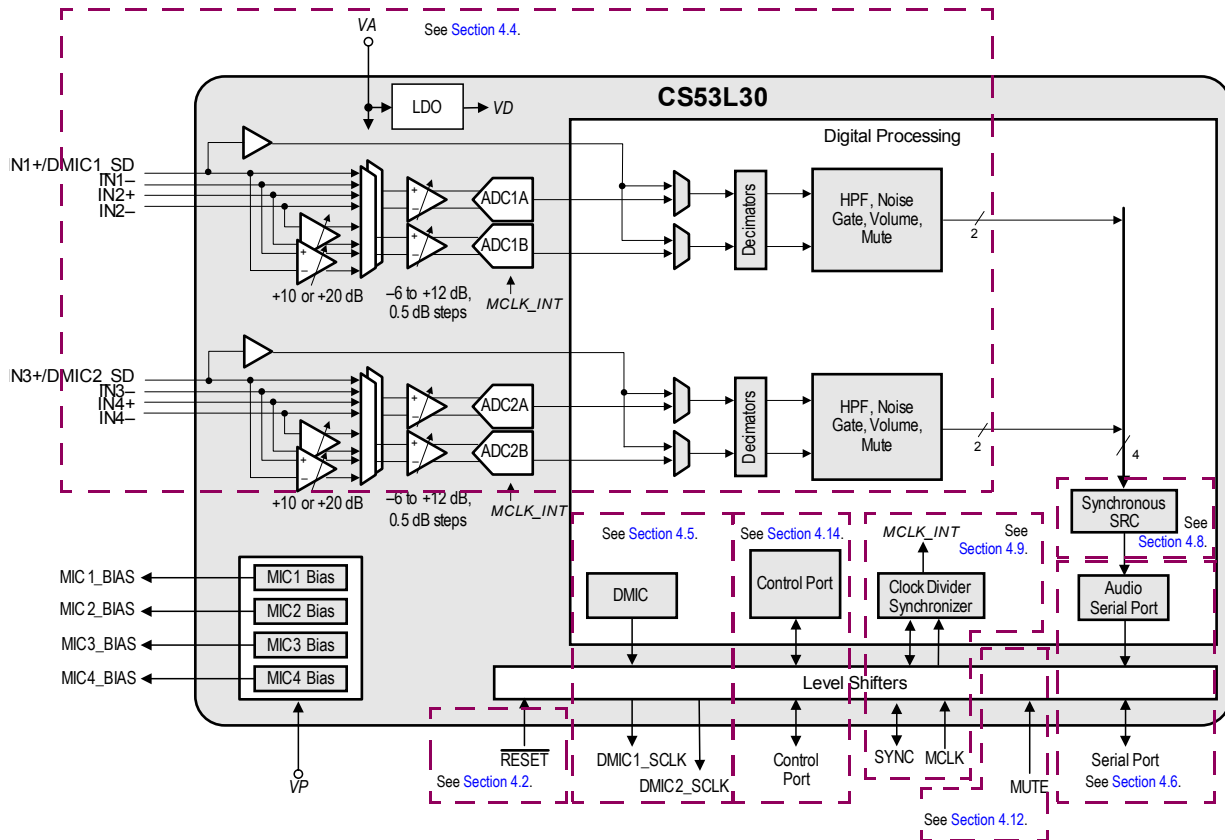 VA
See Section 4.4.
CS53L30
LDO
VD
Digital Processing
IN1+/DMIC1_SD
IN1–
IN2+
IN2–
ADC1A
ADC1B
Decimators
HPF, Noise
Gate, Volume,
Mute
2
+10 or +20 dB
–6 to +12 dB,
0.5 dB steps
MCLK_INT
IN3+/DMIC2_SD
IN3–
IN4+
IN4–
ADC2A
ADC2B
Decimators
HPF, Noise
Gate, Volume,
Mute
2
4
+10 or +20 dB
–6 to +12 dB,
0.5 dB steps
MCLK_INT
Synchronous
SRC
See
Section 4.8.
See Section 4.5.
See Section 4.14.
MCLK_INT
See
Section 4.9.
MIC1_BIAS
MIC2_BIAS
MIC3_BIAS
MIC4_BIAS
MIC1 Bias
MIC2 Bias
MIC3 Bias
MIC4 Bias
DMIC
Control Port
Clock Divider
Synchronizer
Audio
Serial Port
Level Shifters
VP
RESET
See Section 4.2.
DMIC1_SCLK
DMIC2_SCLK
Control
Port
SYNC
MCLK
MUTE
See Section 4.12.
Serial Port
See Section 4.6.